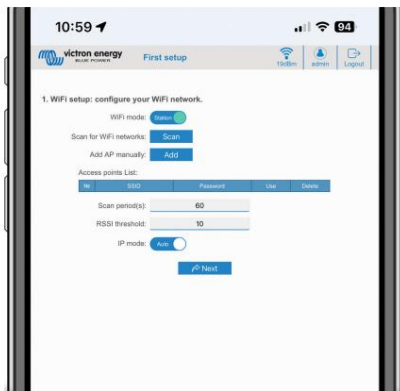 10:59 94
victron energy
BLUE POWER
First setup
19dBm admin Logout
1. WiFi setup: configure your WiFi network.
WiFi mode: Station
Scan for WiFi networks: Scan
Add AP manually: Add
Access points List:
Nr SSID Password Use Delete
Scan period(s): 60
RSSI threshold: 10
IP mode: Auto
Next